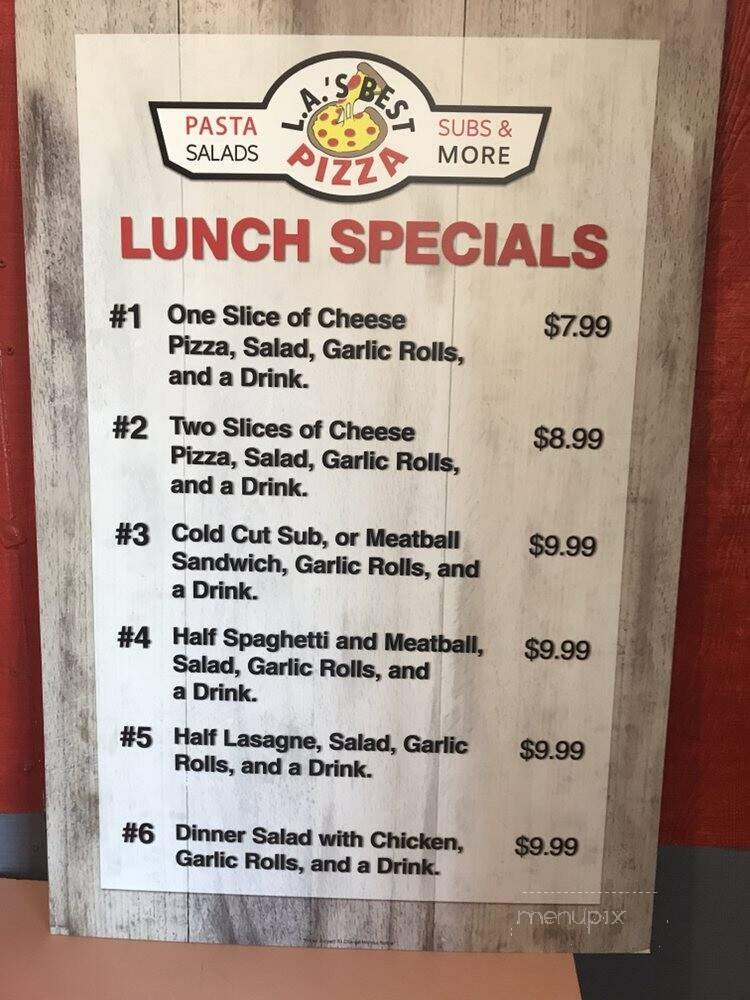 PASTA
SALADS
L.A.'S BEST
PIZZA
SUBS &
MORE
LUNCH SPECIALS
#1 One Slice of Cheese $7.99
Pizza, Salad, Garlic Rolls,
and a Drink.
#2 Two Slices of Cheese $8.99
Pizza, Salad, Garlic Rolls,
and a Drink.
#3 Cold Cut Sub, or Meatball $9.99
Sandwich, Garlic Rolls, and
a Drink.
#4 Half Spaghetti and Meatball, $9.99
Salad, Garlic Rolls, and
a Drink.
#5 Half Lasagne, Salad, Garlic $9.99
Rolls, and a Drink.
#6 Dinner Salad with Chicken, $9.99
Garlic Rolls, and a Drink.
menupix